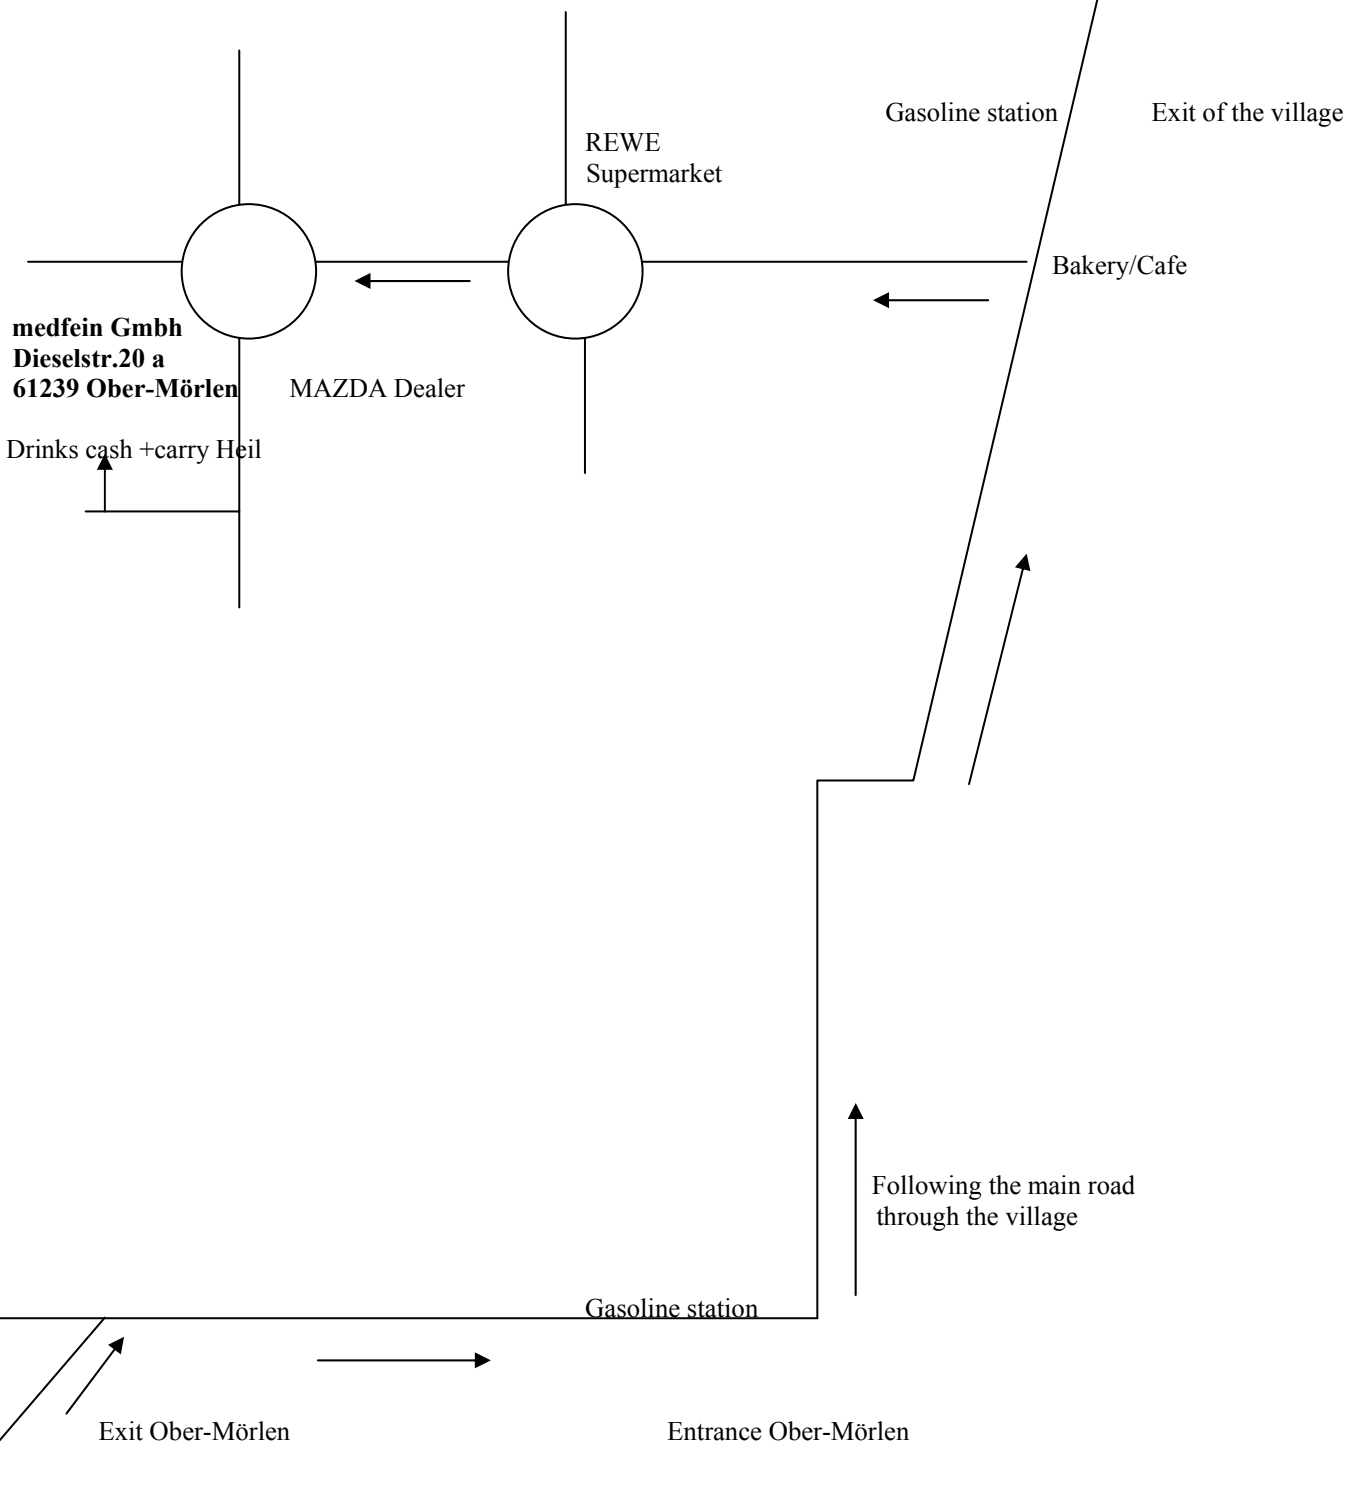 Gasoline station
Exit of the village
REWE
Supermarket
Bakery/Cafe
medfein Gmbh
Dieselstr.20 a
61239 Ober-Mörlen
MAZDA Dealer
Drinks cash +carry Heil
Following the main road
through the village
Gasoline station
Exit Ober-Mörlen
Entrance Ober-Mörlen